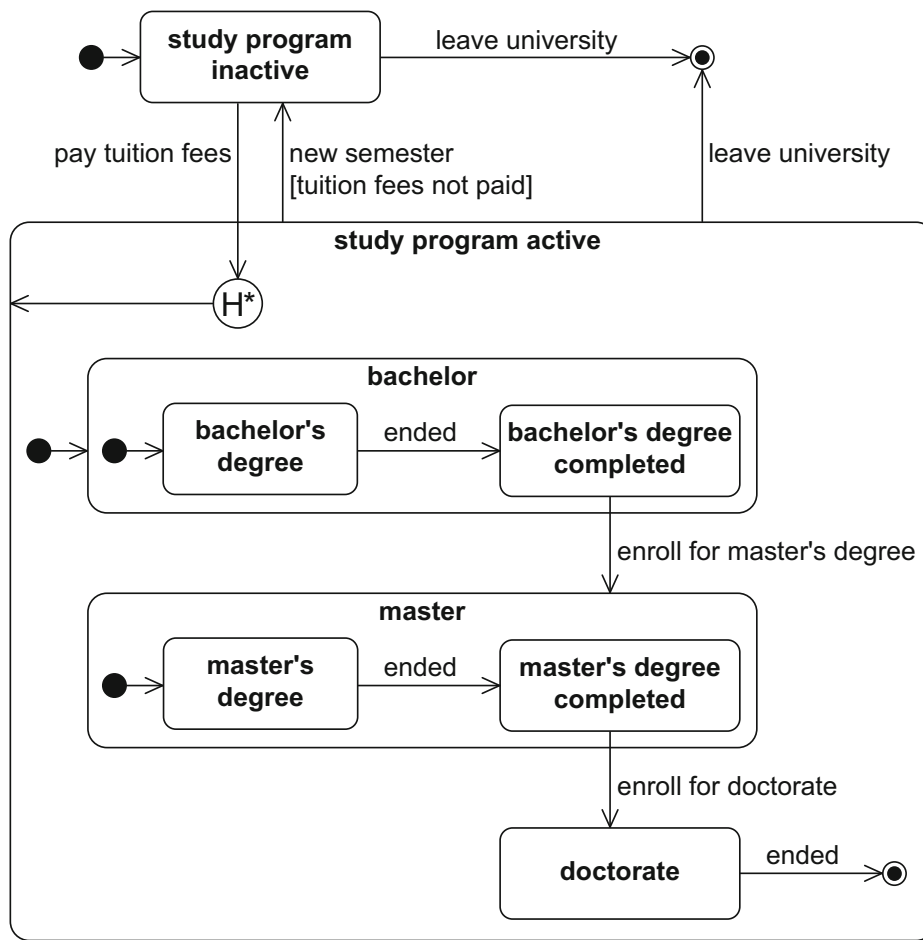 study program
inactive
leave university
pay tuition fees
new semester
[tuition fees not paid]
leave university
study program active
H*
bachelor
bachelor's
degree
ended
bachelor's degree
completed
enroll for master's degree
master
master's
degree
ended
master's degree
completed
enroll for doctorate
doctorate
ended